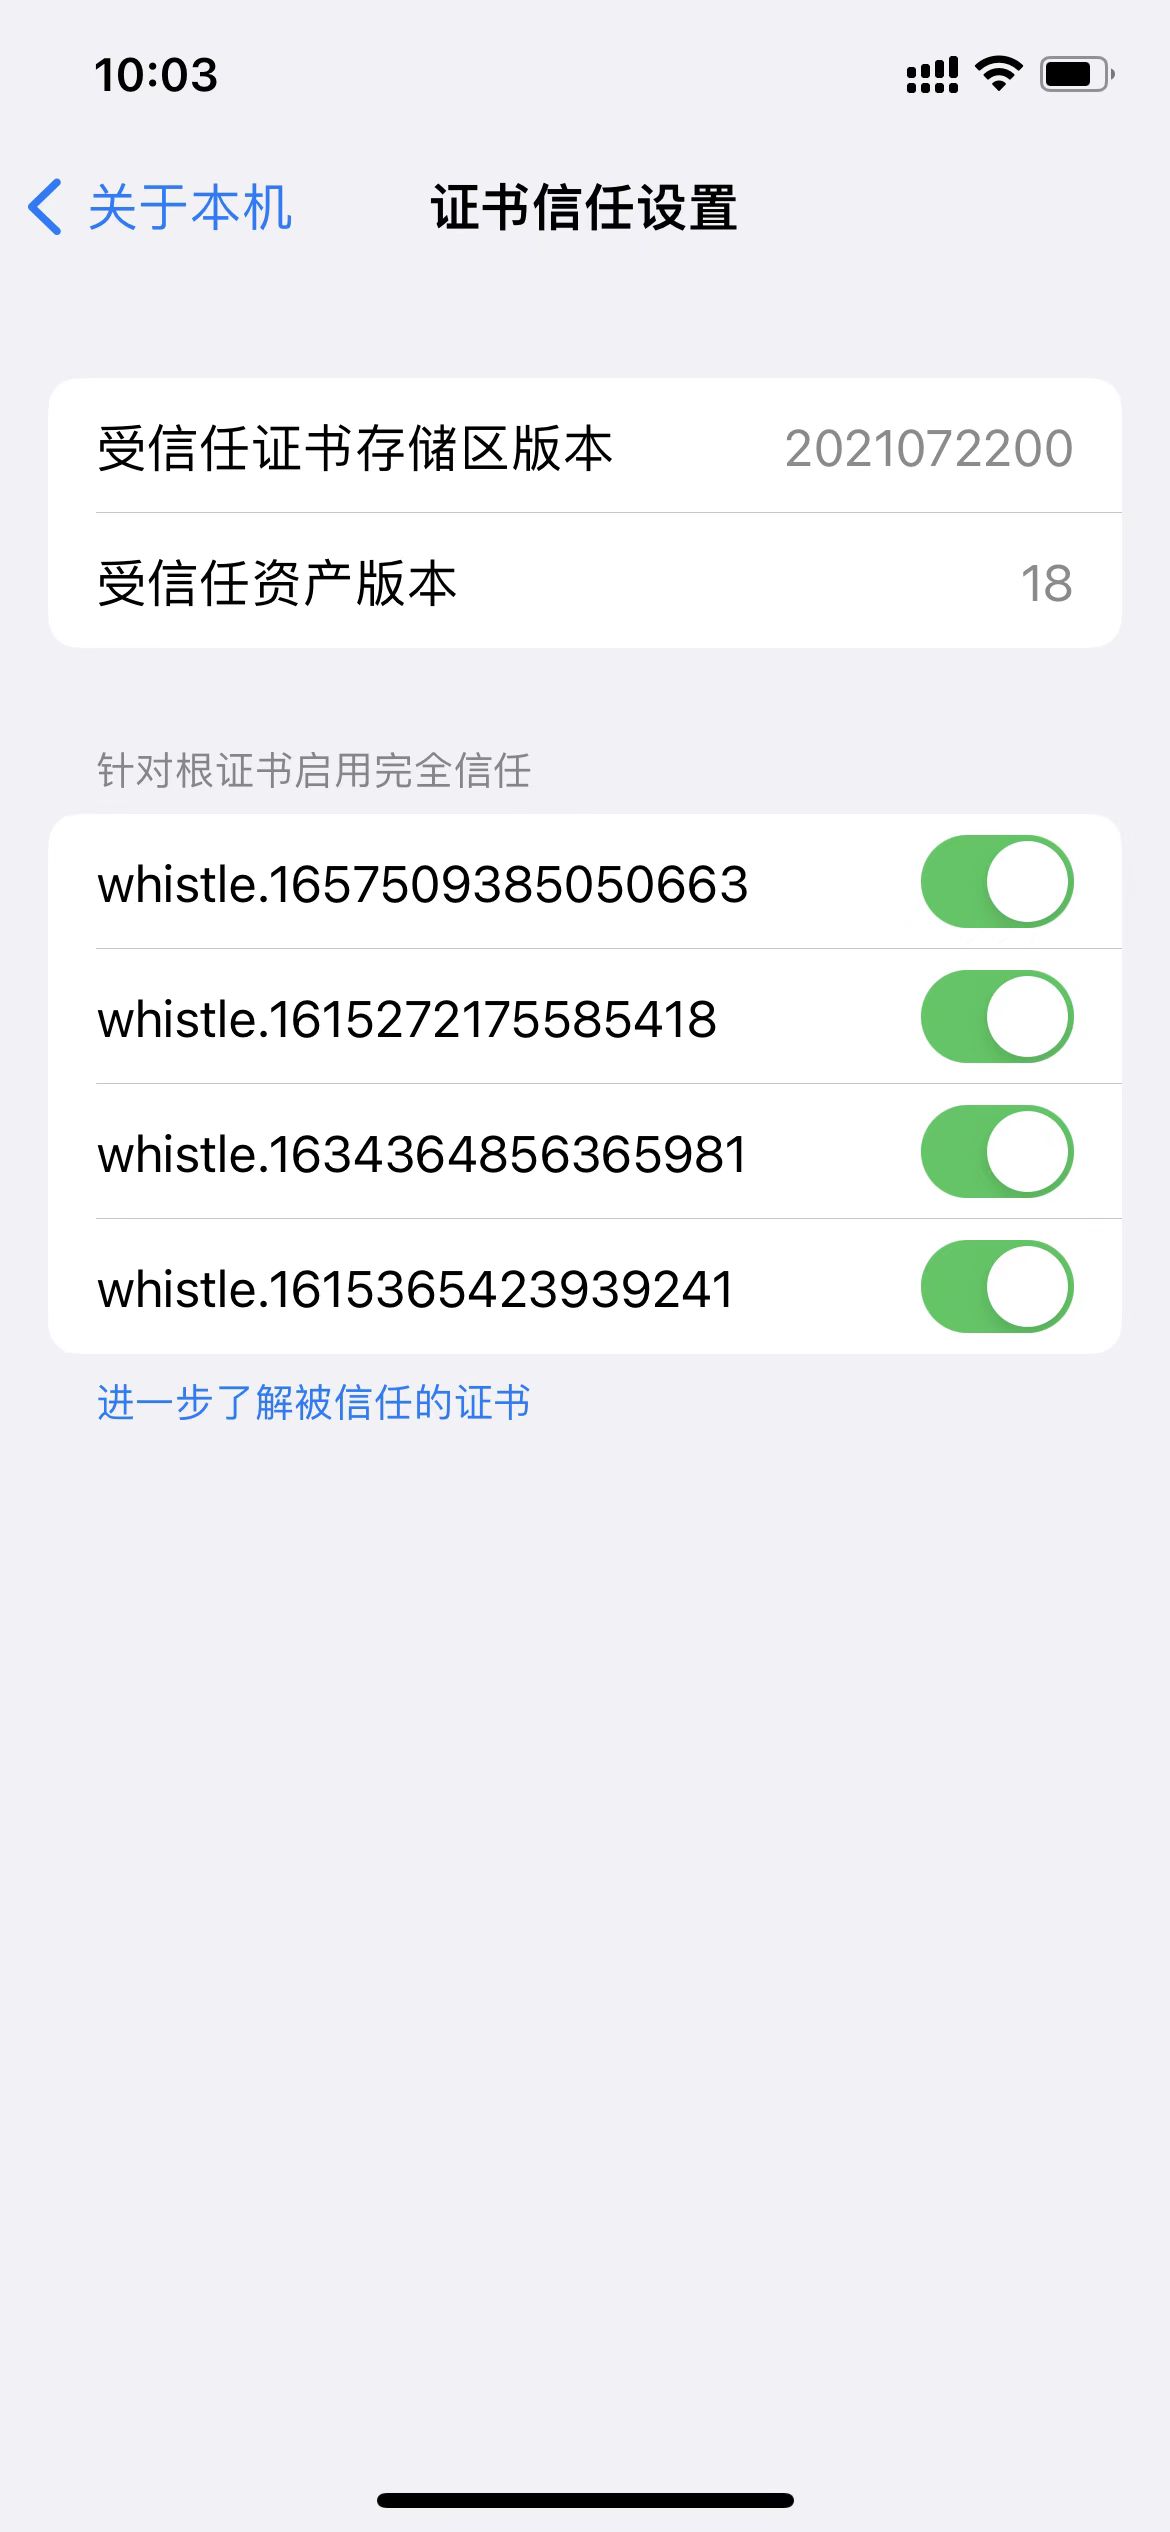 10:03
关于本机 证书信任设置
受信任证书存储区版本 2021072200
受信任资产版本 18
针对根证书启用完全信任
whistle.1657509385050663
whistle.1615272175585418
whistle.1634364856365981
whistle.1615365423939241
进一步了解被信任的证书